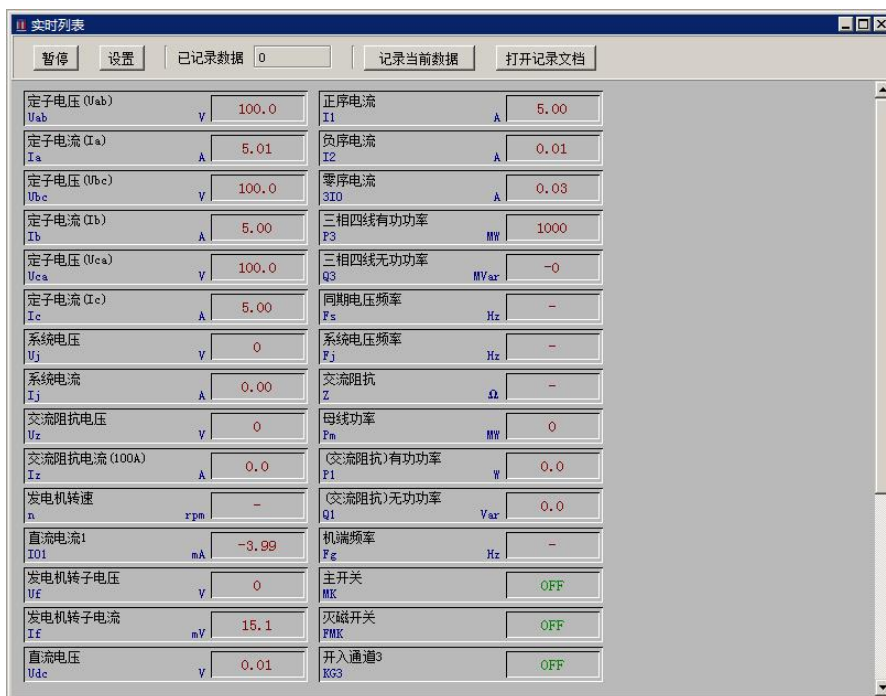 实时列表
暂停 设置 已记录数据 0 记录当前数据 打开记录文档
定子电压(Uab)
Uab V 100.0
正序电流
I1 A 5.00
定子电流(Ia)
Ia A 5.01
负序电流
I2 A 0.01
定子电压(Ubc)
Ubc V 100.0
零序电流
3I0 A 0.03
定子电流(Ib)
Ib A 5.00
三相四线有功功率
P3 MW 1000
定子电压(Uca)
Uca V 100.0
三相四线无功功率
Q3 MVar -0
定子电流(Ic)
Ic A 5.00
同期电压频率
Fs Hz -
系统电压
Uj V 0
系统电压频率
Fj Hz -
系统电流
Ij A 0.00
交流阻抗
Z Ω -
交流阻抗电压
Uz V 0
母线功率
Pm MW 0
交流阻抗电流(100A)
Iz A 0.0
(交流阻抗)有功功率
P1 W 0.0
发电机转速
n rpm -
(交流阻抗)无功功率
Q1 Var 0.0
直流电流1
IO1 mA -3.99
机端频率
Fg Hz -
发电机转子电压
Uf V 0
主开关
MK OFF
发电机转子电流
If mV 15.1
灭磁开关
FMK OFF
直流电压
Udc V 0.01
开入通道3
KG3 OFF